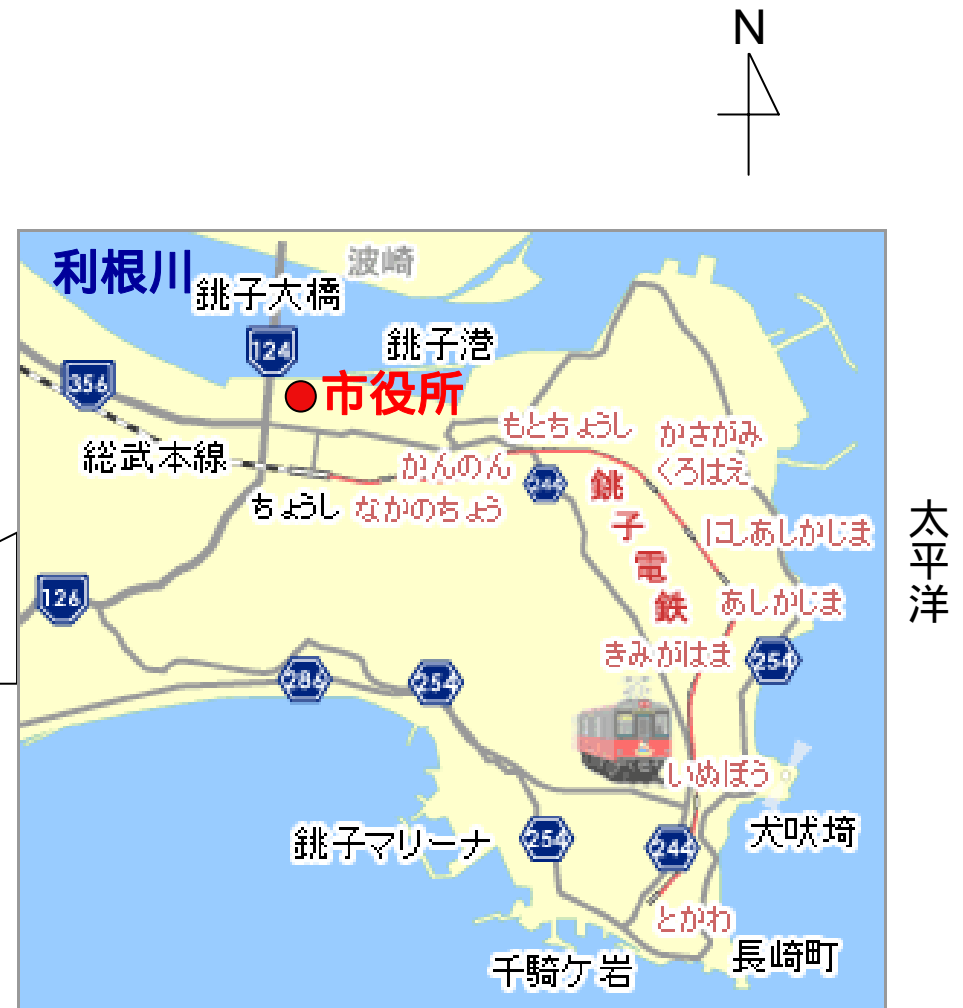 N
利根川
波崎
銚子大橋
124
銚子港
356
市役所
もとちょうし
かさがみ
くろはえ
総武本線
かんのん
244
銚子電鉄
ちょうし
なかのちょう
にしあしかじま
太平洋
126
あしかじま
きみがはま
254
286
254
いぬぼう
銚子マリーナ
254
244
犬吠埼
とかわ
千騎ケ岩
長崎町